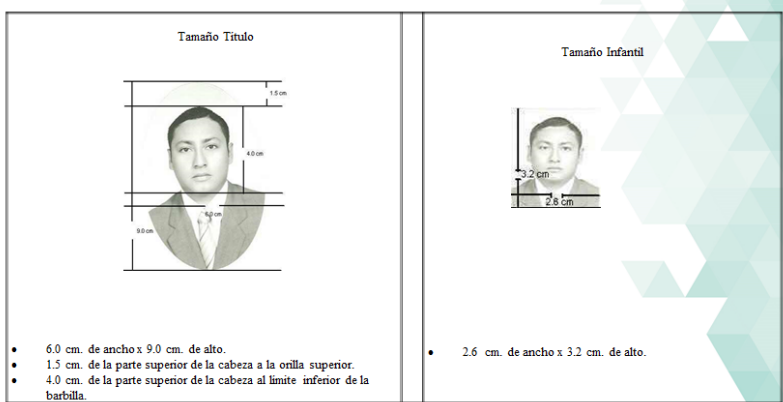 Tamaño Titulo
1.5 cm
4.0 cm
6.0 cm
9.0 cm
6.0 cm. de ancho x 9.0 cm. de alto.
1.5 cm. de la parte superior de la cabeza a la orilla superior.
4.0 cm. de la parte superior de la cabeza al limite inferior de la
barbilla.
Tamaño Infantil
3.2 cm
2.6 cm
2.6 cm. de ancho x 3.2 cm. de alto.